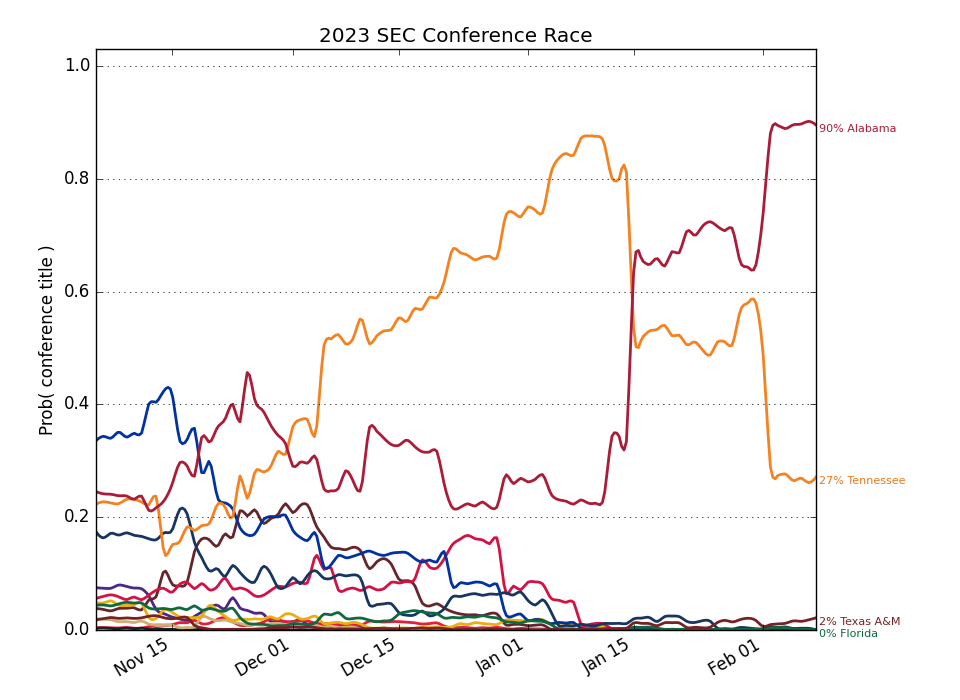 2023 SEC Conference Race
1.0
0.8
0.6
0.4
0.2
0.0
Prob( conference title )
90% Alabama
27% Tennessee
2% Texas A&M
0% Florida
Nov 15
Dec 01
Dec 15
Jan 01
Jan 15
Feb 01